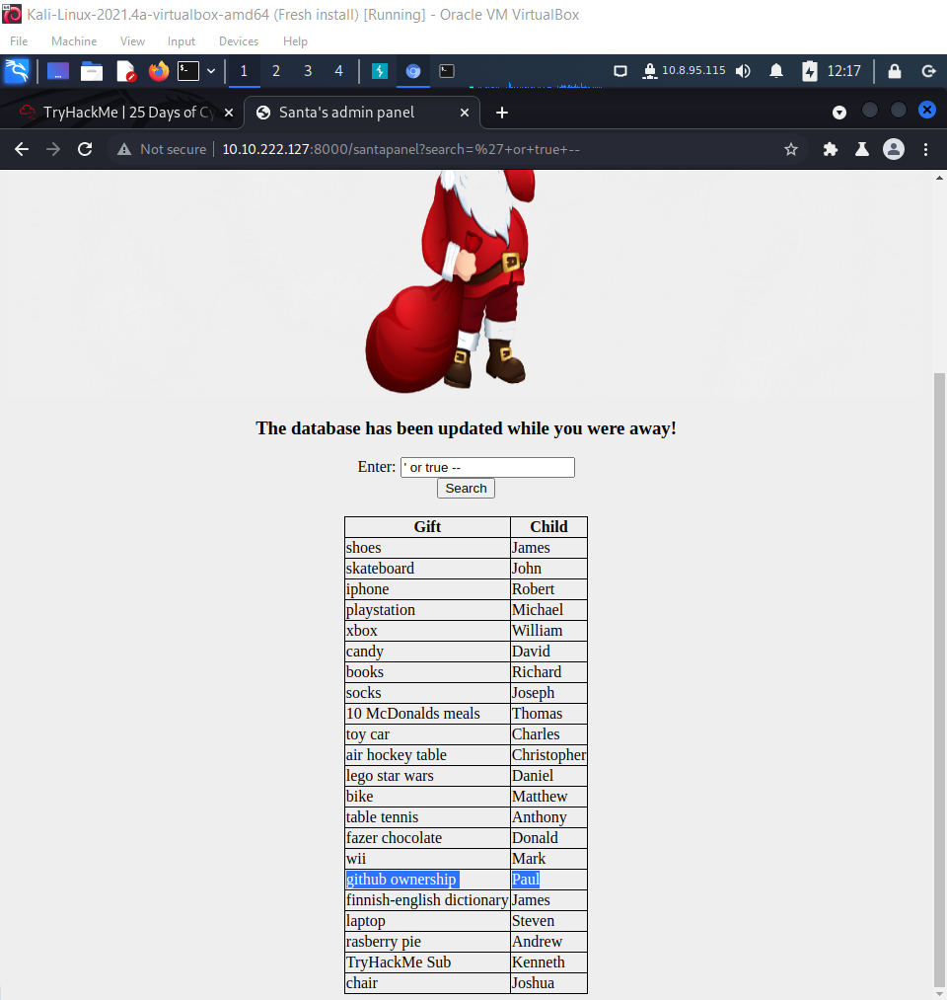 Kali-Linux-2021.4a-virtualbox-amd64 (Fresh install) [Running] - Oracle VM VirtualBox
File Machine View Input Devices Help
1 2 3 4 10.8.95.115 12:17
TryHackMe | 25 Days of Cy Santa's admin panel
Not secure 10.10.222.127:8000/santapanel?search=%27+or+true+--
The database has been updated while you were away!
Enter: ' or true --
Search
Gift Child
shoes James
skateboard John
iphone Robert
playstation Michael
xbox William
candy David
books Richard
socks Joseph
10 McDonalds meals Thomas
toy car Charles
air hockey table Christopher
lego star wars Daniel
bike Matthew
table tennis Anthony
fazer chocolate Donald
wii Mark
github ownership Paul
finnish-english dictionary James
laptop Steven
rasberry pie Andrew
TryHackMe Sub Kenneth
chair Joshua